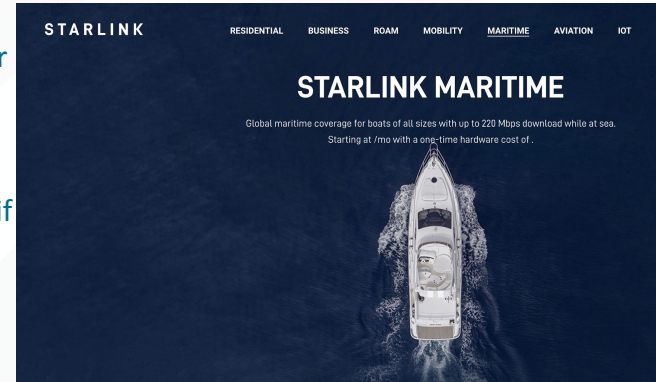 STARLINK
RESIDENTIAL BUSINESS ROAM MOBILITY MARITIME AVIATION IOT
r
STARLINK MARITIME
Global maritime coverage for boats of all sizes with up to 220 Mbps download while at sea.
Starting at /mo with a one-time hardware cost of .
if